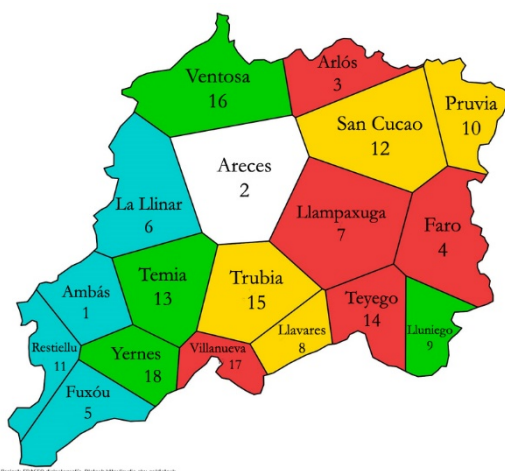 Ventosa
16
Arlós
3
Pruvia
10
San Cucao
12
Areces
2
La Llinar
6
Llampaxuga
7
Faro
4
Temia
13
Trubia
15
Ambás
1
Teyego
14
Lluniego
9
Llavares
8
Restiellu
11
Yernes
18
Villanueva
17
Fuxóu
5